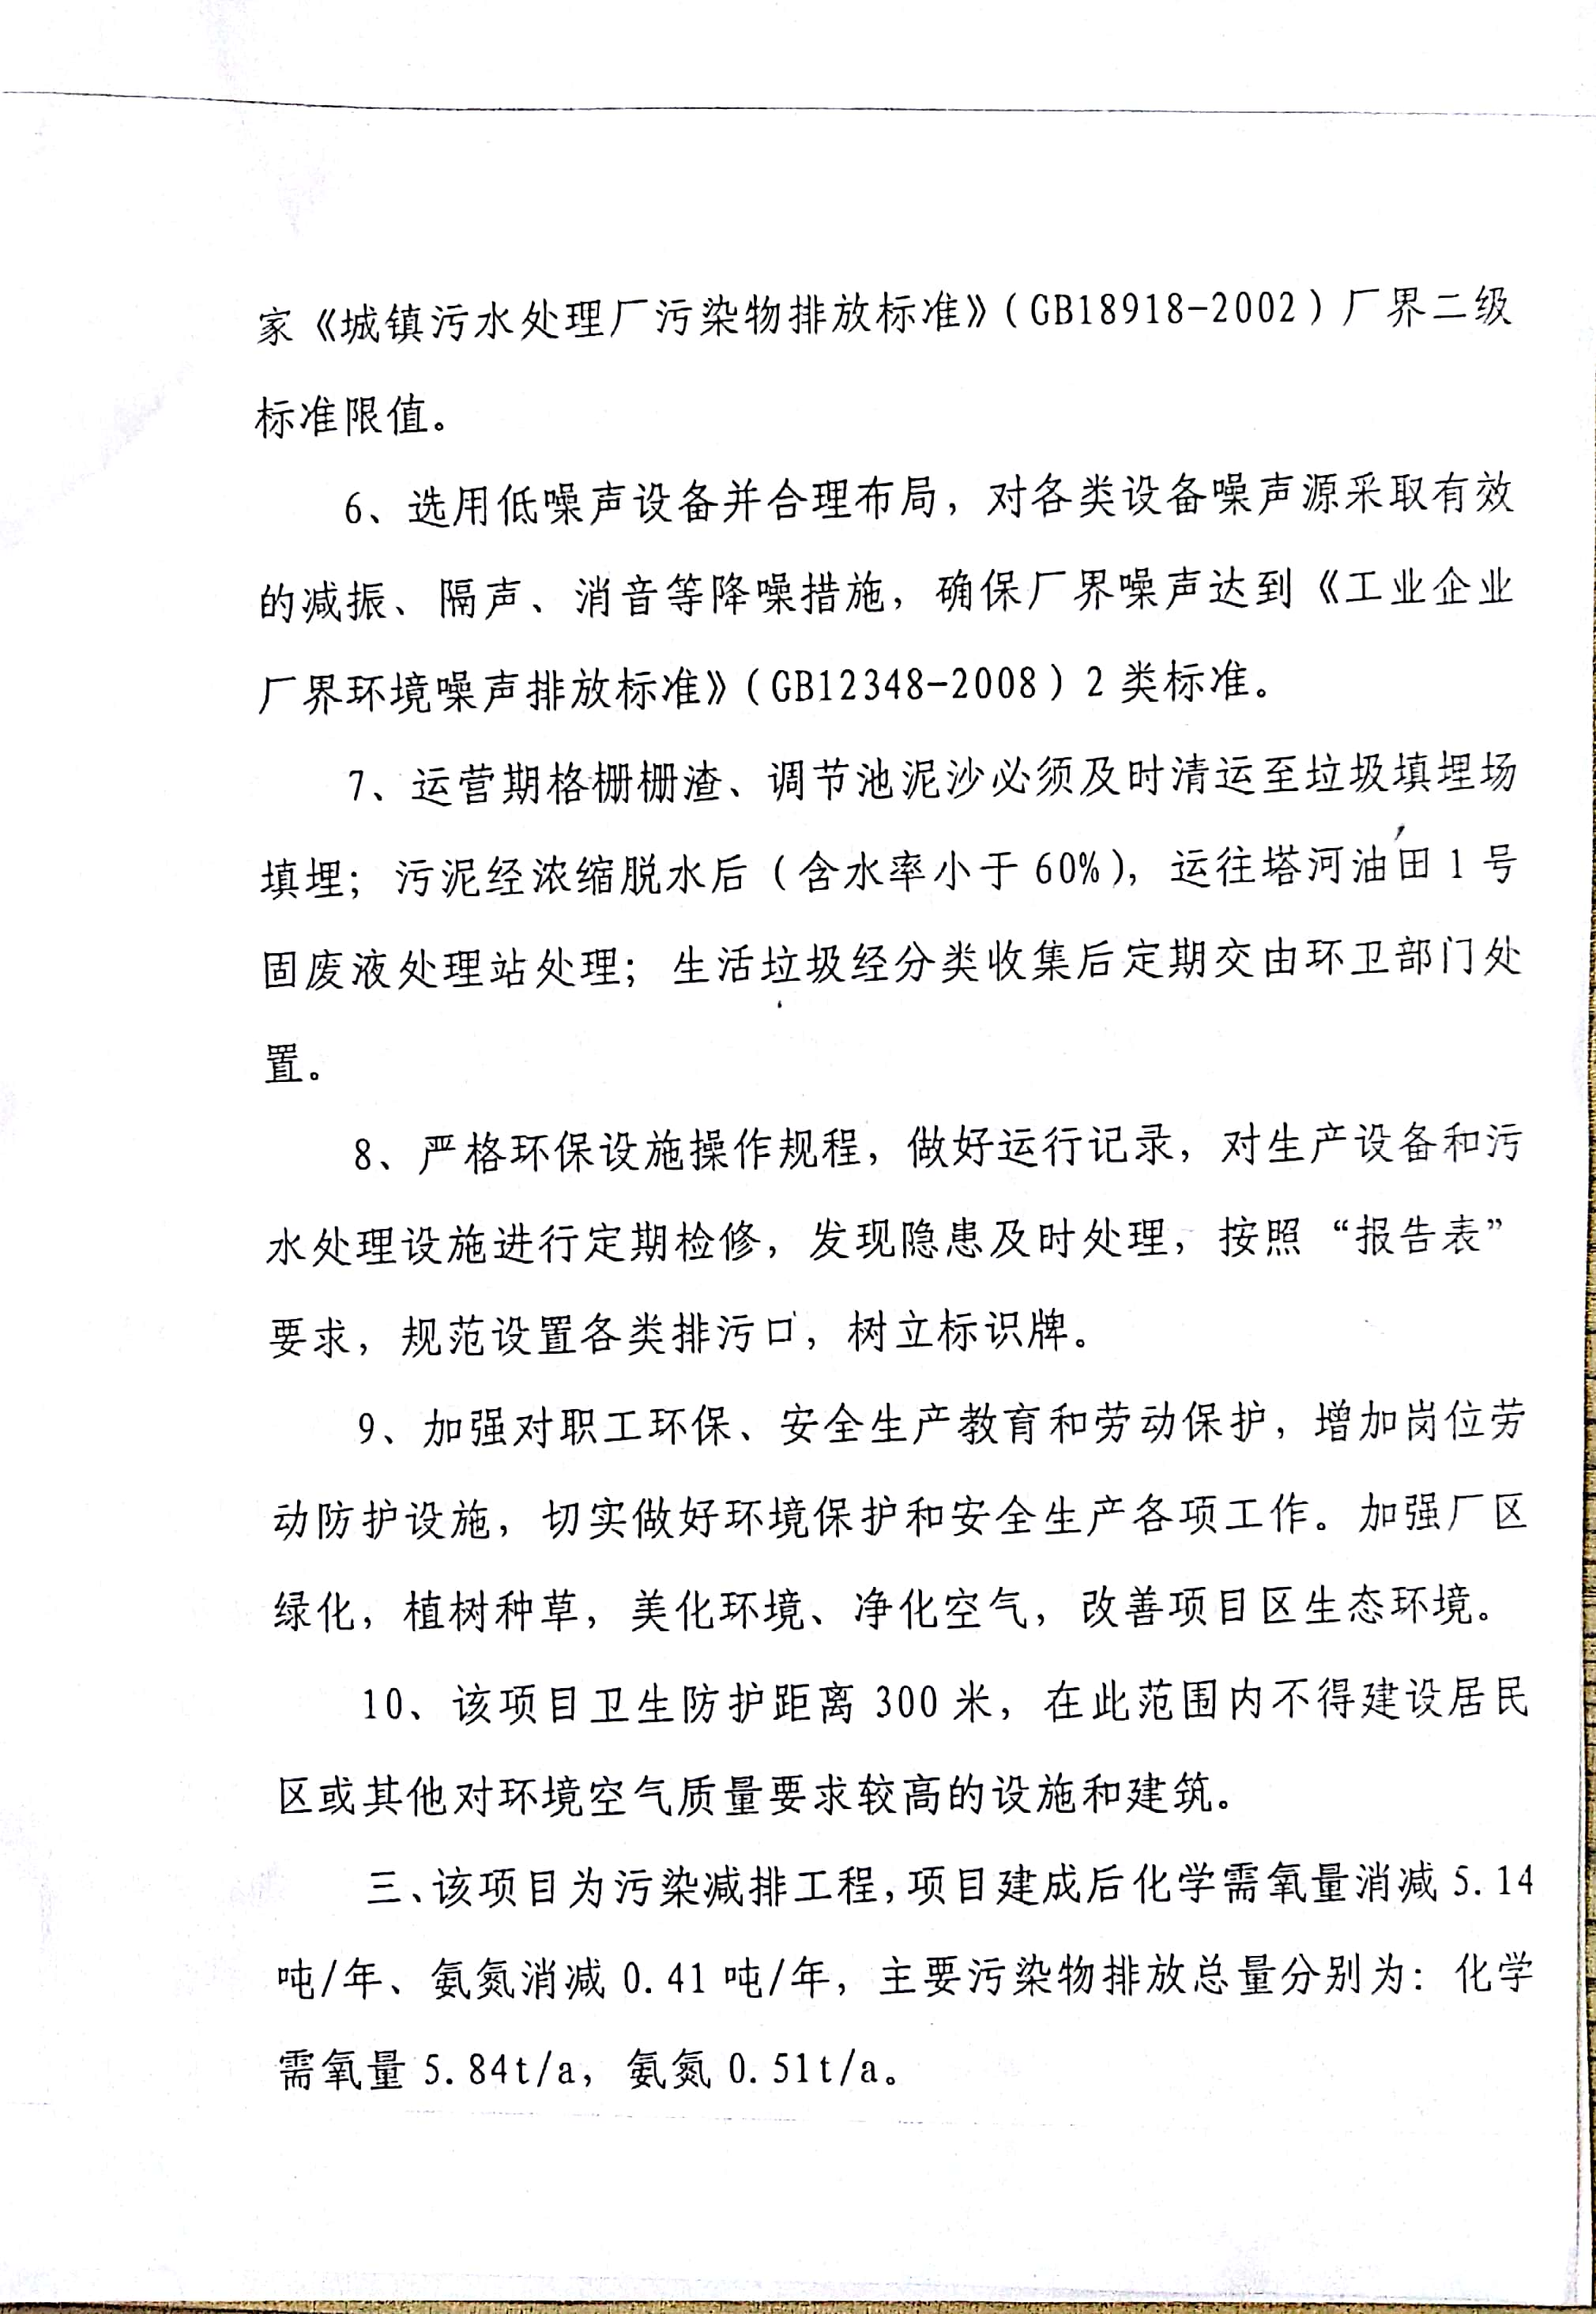 家《城镇污水处理厂污染物排放标准》（GB18918-2002）厂界二级
标准限值。
6、选用低噪声设备并合理布局，对各类设备噪声源采取有效
的减振、隔声、消音等降噪措施，确保厂界噪声达到《工业企业
厂界环境噪声排放标准》（GB12348-2008）2类标准。
7、运营期格栅栅渣、调节池泥沙必须及时清运至垃圾填埋场
填埋；污泥经浓缩脱水后（含水率小于60%），运往塔河油田1号
固废液处理站处理；生活垃圾经分类收集后定期交由环卫部门处
置。
8、严格环保设施操作规程，做好运行记录，对生产设备和污
水处理设施进行定期检修，发现隐患及时处理，按照“报告表”
要求，规范设置各类排污口，树立标识牌。
9、加强对职工环保、安全生产教育和劳动保护，增加岗位劳
动防护设施，切实做好环境保护和安全生产各项工作。加强厂区
绿化，植树种草，美化环境、净化空气，改善项目区生态环境。
10、该项目卫生防护距离300米，在此范围内不得建设居民
区或其他对环境空气质量要求较高的设施和建筑。
三、该项目为污染减排工程，项目建成后化学需氧量消减5.14
吨/年、氨氮消减0.41吨/年，主要污染物排放总量分别为：化学
需氧量5.84t/a，氨氮0.51t/a。